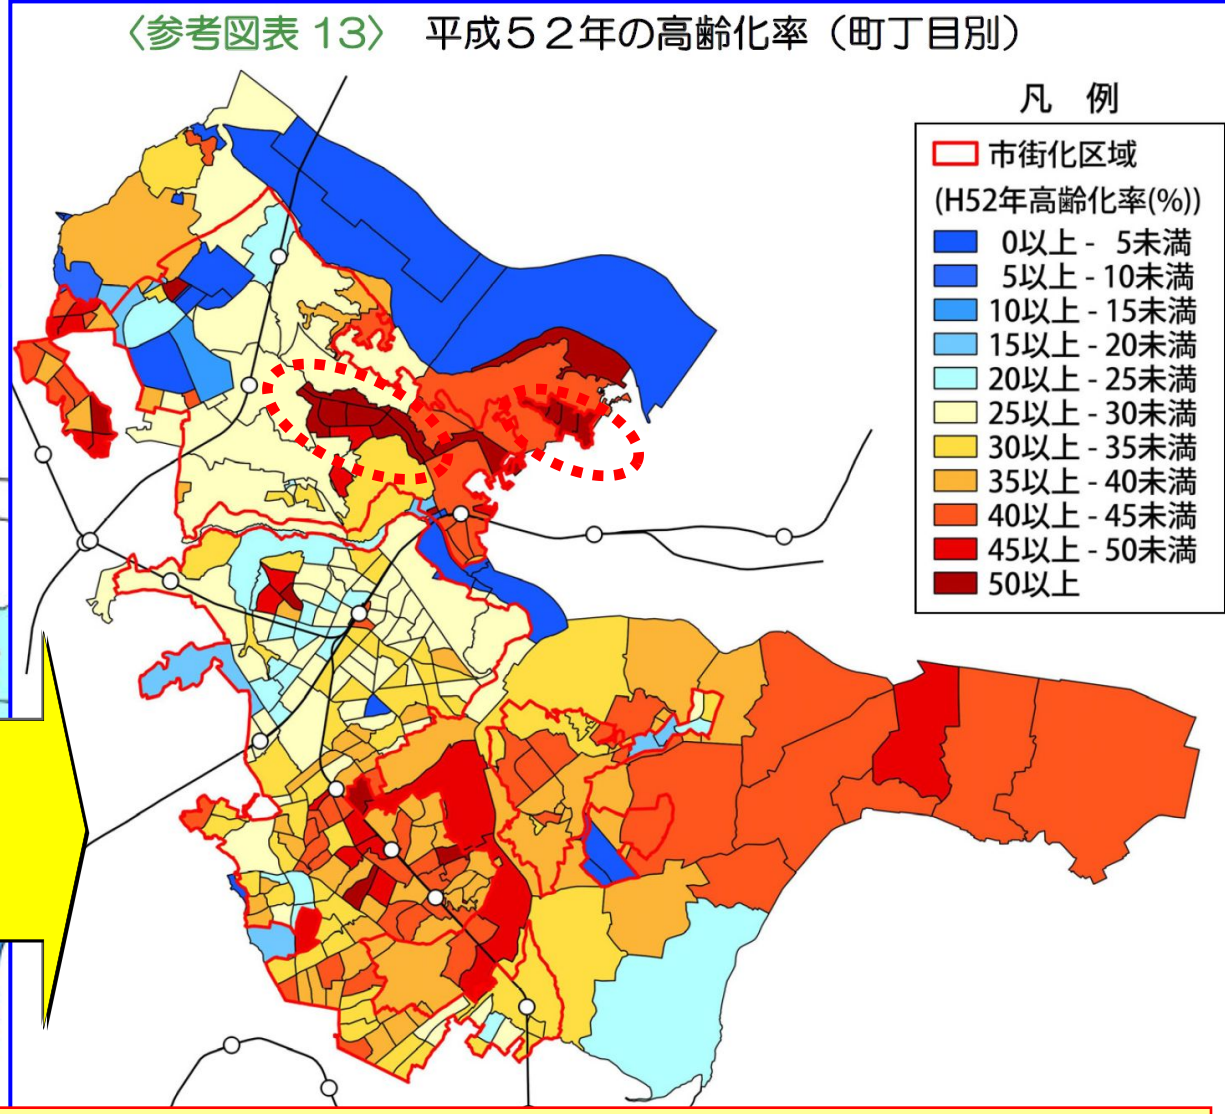 〈参考図表 13〉 平成５２年の高齢化率（町丁目別）
凡 例
市街化区域
(H52年高齢化率(%))
0以上 - 5未満
5以上 - 10未満
10以上 - 15未満
15以上 - 20未満
20以上 - 25未満
25以上 - 30未満
30以上 - 35未満
35以上 - 40未満
40以上 - 45未満
45以上 - 50未満
50以上